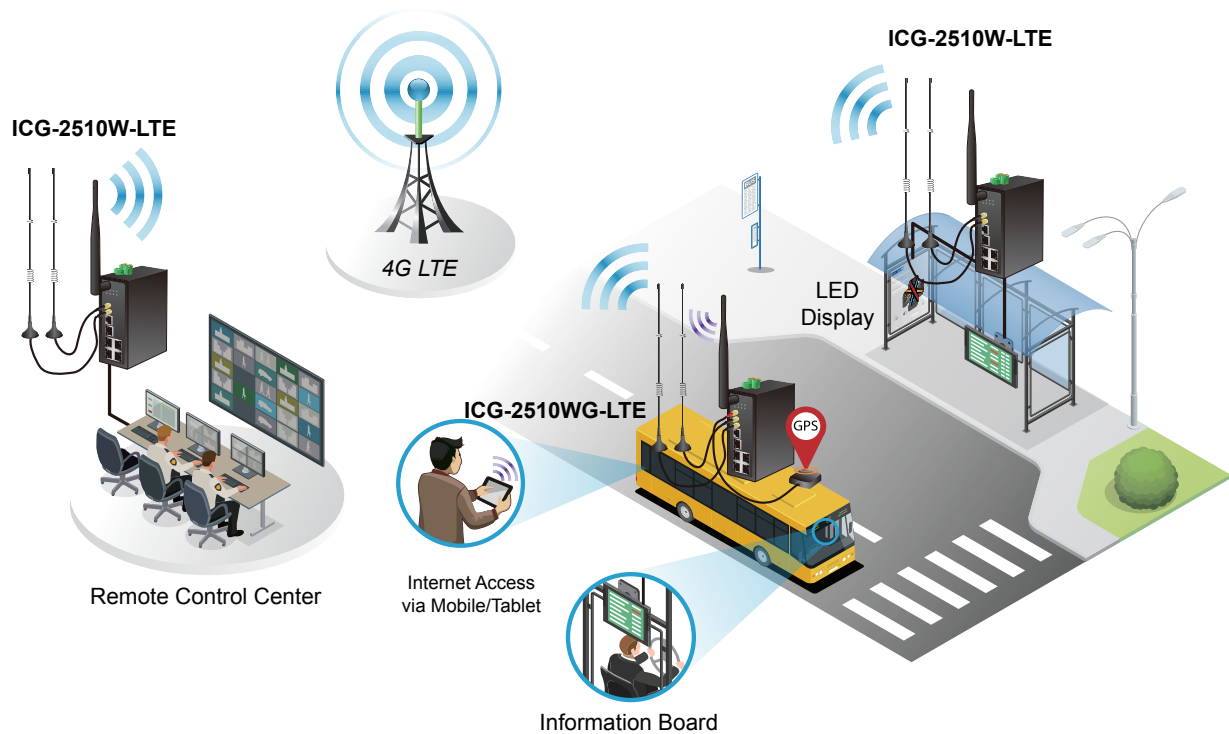 ICG-2510W-LTE
ICG-2510W-LTE
4G LTE
LED
Display
ICG-2510WG-LTE
GPS
Internet Access
via Mobile/Tablet
Remote Control Center
Information Board